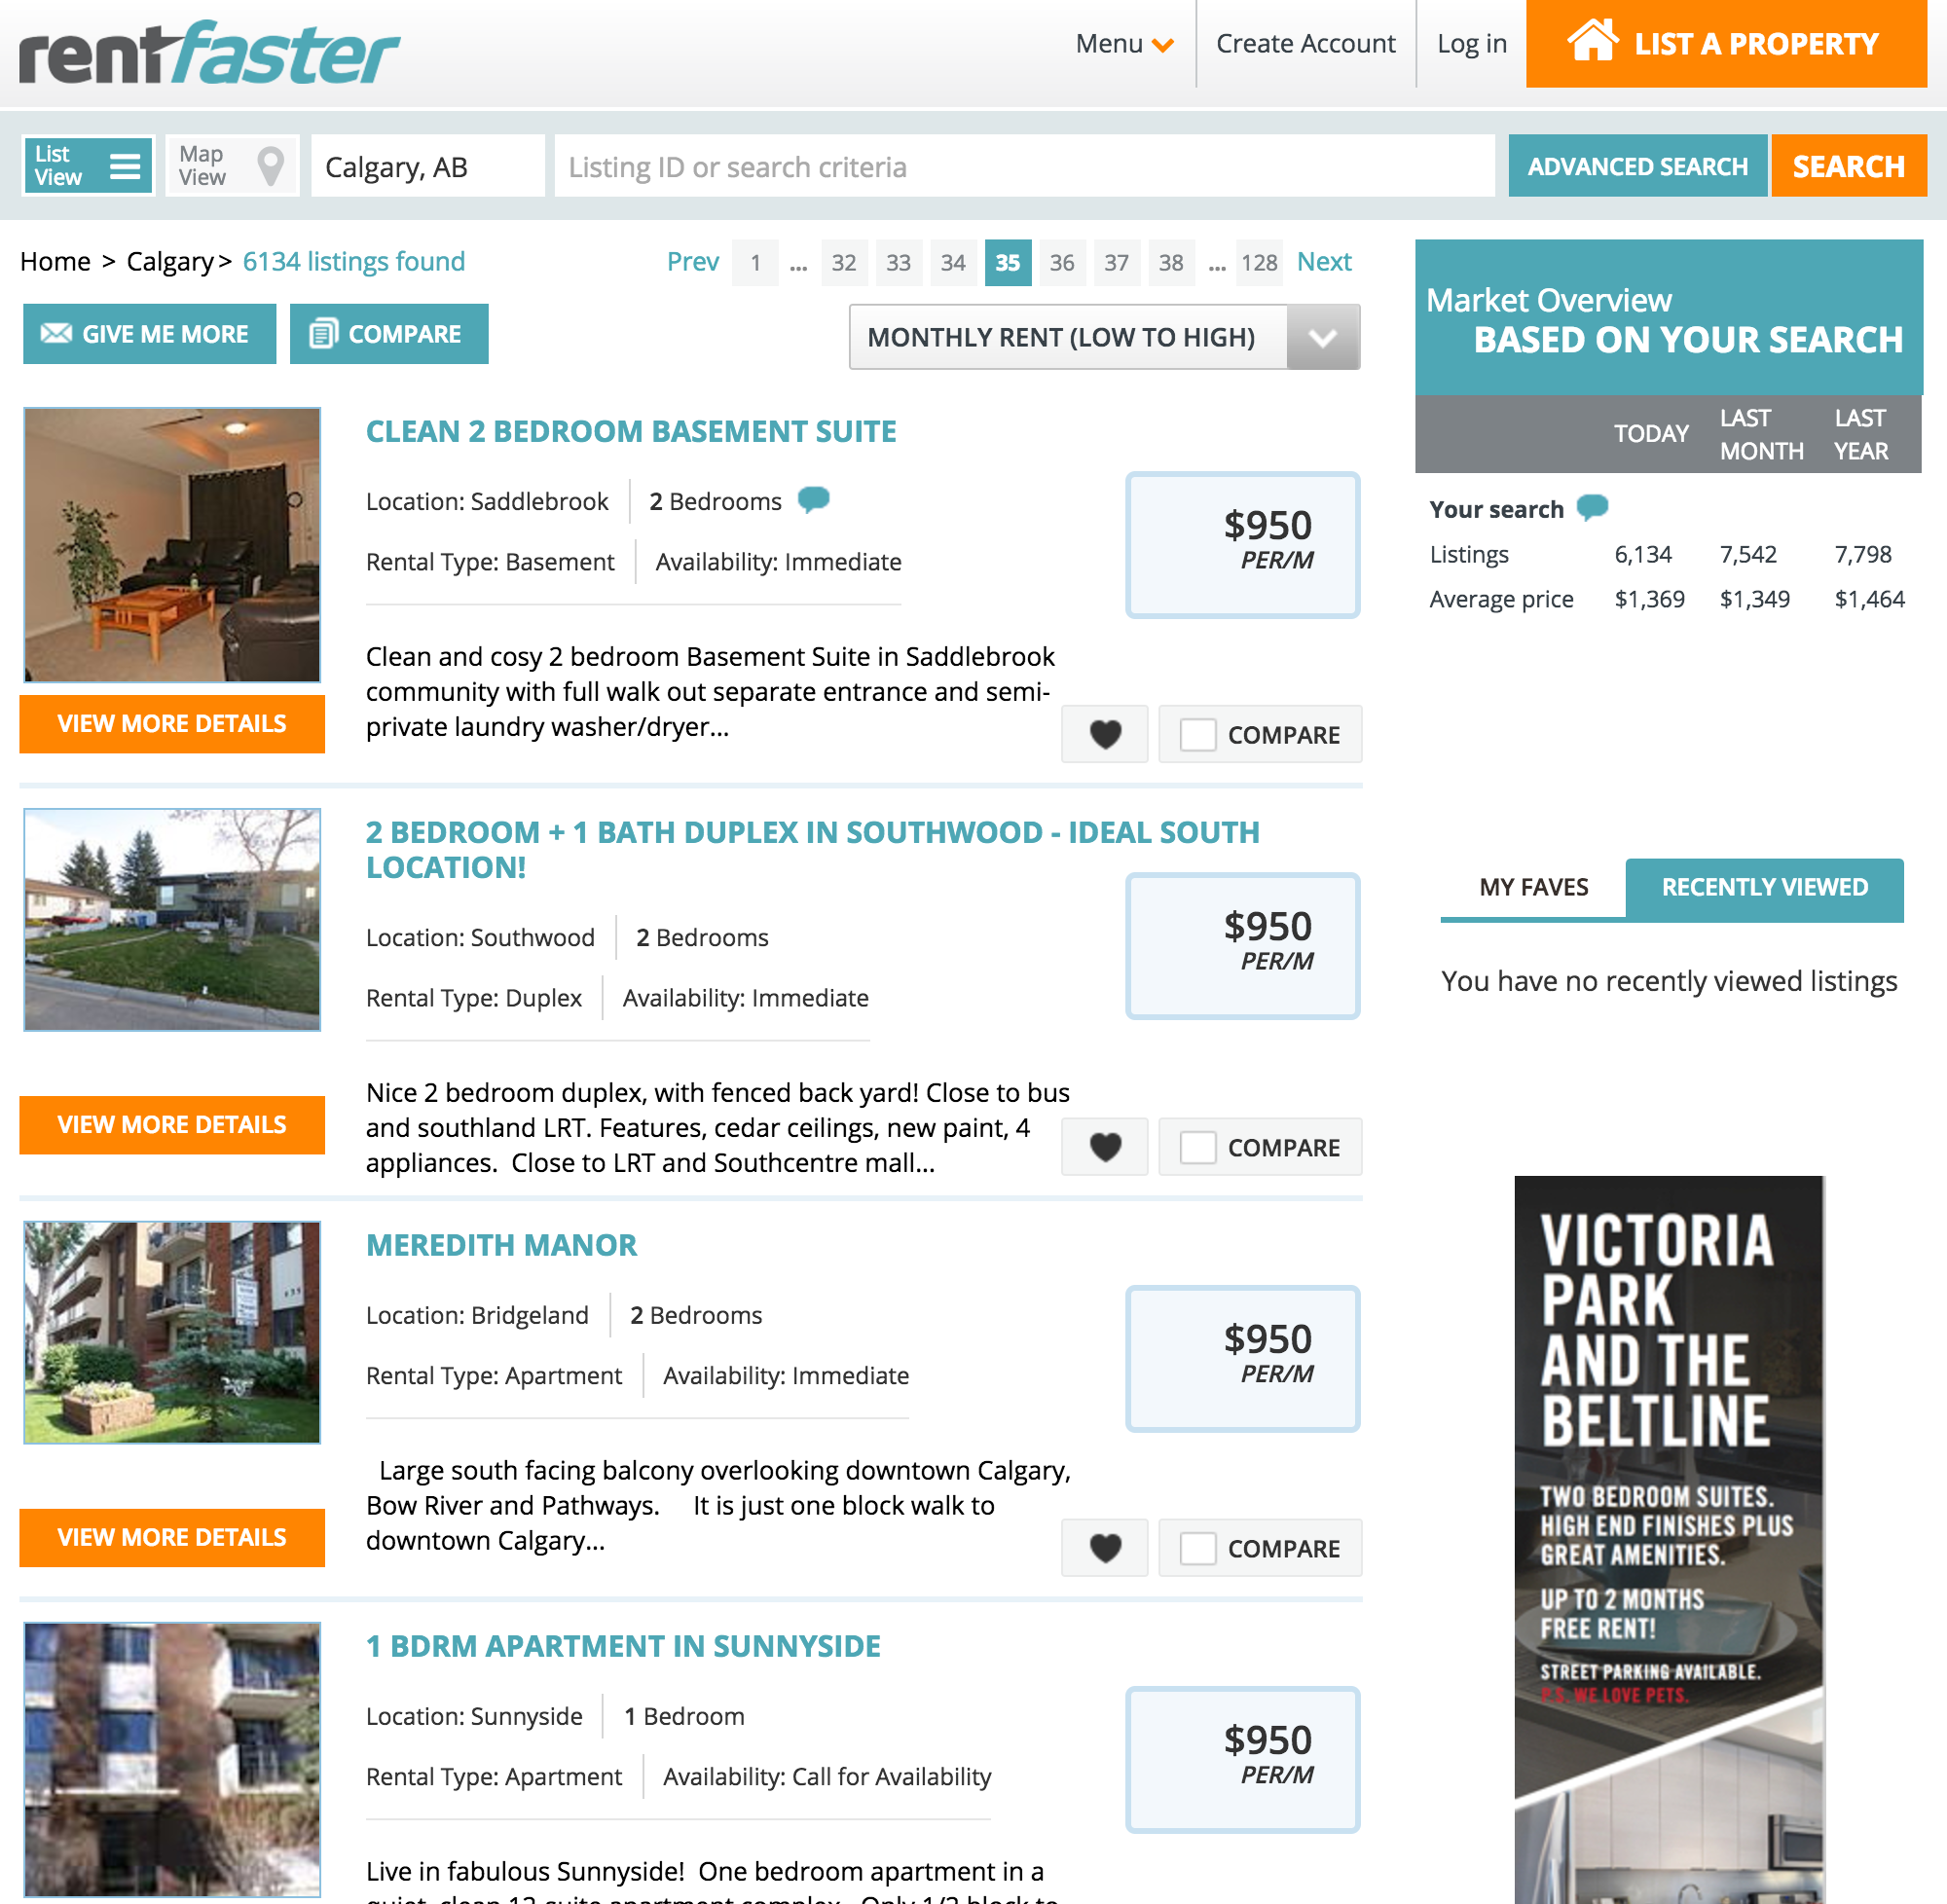 rentfaster
Menu
Create Account
Log in
LIST A PROPERTY
List
View
Map
View
Calgary, AB
Listing ID or search criteria
ADVANCED SEARCH
SEARCH
Home > Calgary > 6134 listings found
Prev 1 ... 32 33 34 35 36 37 38 ... 128 Next
GIVE ME MORE
COMPARE
MONTHLY RENT (LOW TO HIGH)
CLEAN 2 BEDROOM BASEMENT SUITE
Location: Saddlebrook
2 Bedrooms
Rental Type: Basement
Availability: Immediate
$950
PER/M
Clean and cosy 2 bedroom Basement Suite in Saddlebrook
community with full walk out separate entrance and semi-
private laundry washer/dryer...
VIEW MORE DETAILS
COMPARE
2 BEDROOM + 1 BATH DUPLEX IN SOUTHWOOD - IDEAL SOUTH
LOCATION!
Location: Southwood
2 Bedrooms
Rental Type: Duplex
Availability: Immediate
$950
PER/M
Nice 2 bedroom duplex, with fenced back yard! Close to bus
and southland LRT. Features, cedar ceilings, new paint, 4
appliances.  Close to LRT and Southcentre mall...
VIEW MORE DETAILS
COMPARE
MEREDITH MANOR
Location: Bridgeland
2 Bedrooms
Rental Type: Apartment
Availability: Immediate
$950
PER/M
Large south facing balcony overlooking downtown Calgary,
Bow River and Pathways.     It is just one block walk to
downtown Calgary...
VIEW MORE DETAILS
COMPARE
1 BDRM APARTMENT IN SUNNYSIDE
Location: Sunnyside
1 Bedroom
Rental Type: Apartment
Availability: Call for Availability
$950
PER/M
Live in fabulous Sunnyside!  One bedroom apartment in a
quiet, clean 12 suite apartment complex.  Only 1/2 block to
Market Overview
BASED ON YOUR SEARCH
TODAY
LAST
MONTH
LAST
YEAR
Your search
Listings 6,134 7,542 7,798
Average price $1,369 $1,349 $1,464
MY FAVES
RECENTLY VIEWED
You have no recently viewed listings
VICTORIA
PARK
AND THE
BELTLINE
TWO BEDROOM SUITES.
HIGH END FINISHES PLUS
GREAT AMENITIES.
UP TO 2 MONTHS
FREE RENT!
STREET PARKING AVAILABLE.
P.S. WE LOVE PETS.